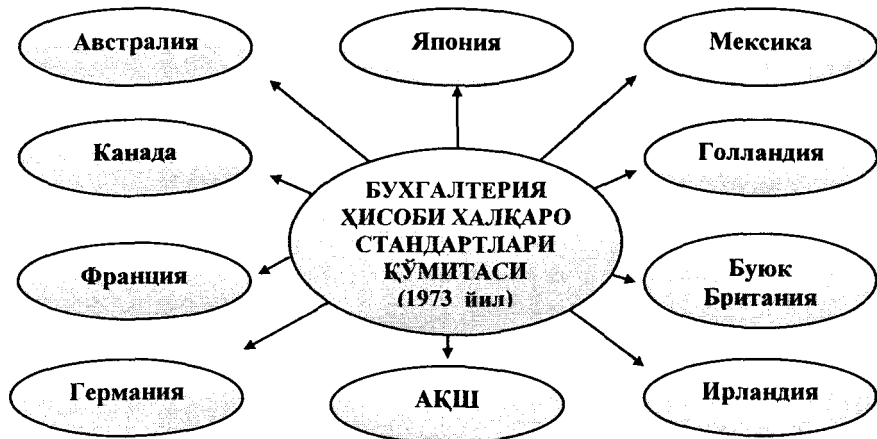 Австралия
Япония
Мексика
Канада
Голландия
БУХГАЛТЕРИЯ
ҲИСОБИ ХАЛҚАРО
СТАНДАРТЛАРИ
ҚЎМИТАСИ
(1973 йил)
Франция
Буюк
Британия
Германия
АҚШ
Ирландия